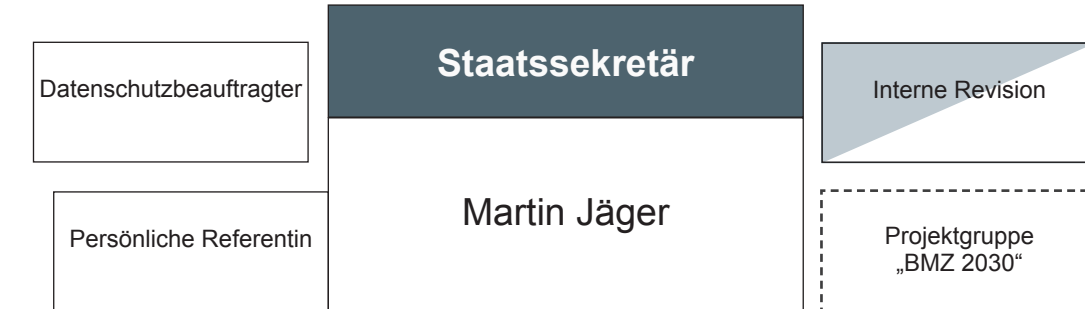 Staatssekretär
Datenschutzbeauftragter
Interne Revision
Martin Jäger
Persönliche Referentin
Projektgruppe
„BMZ 2030“